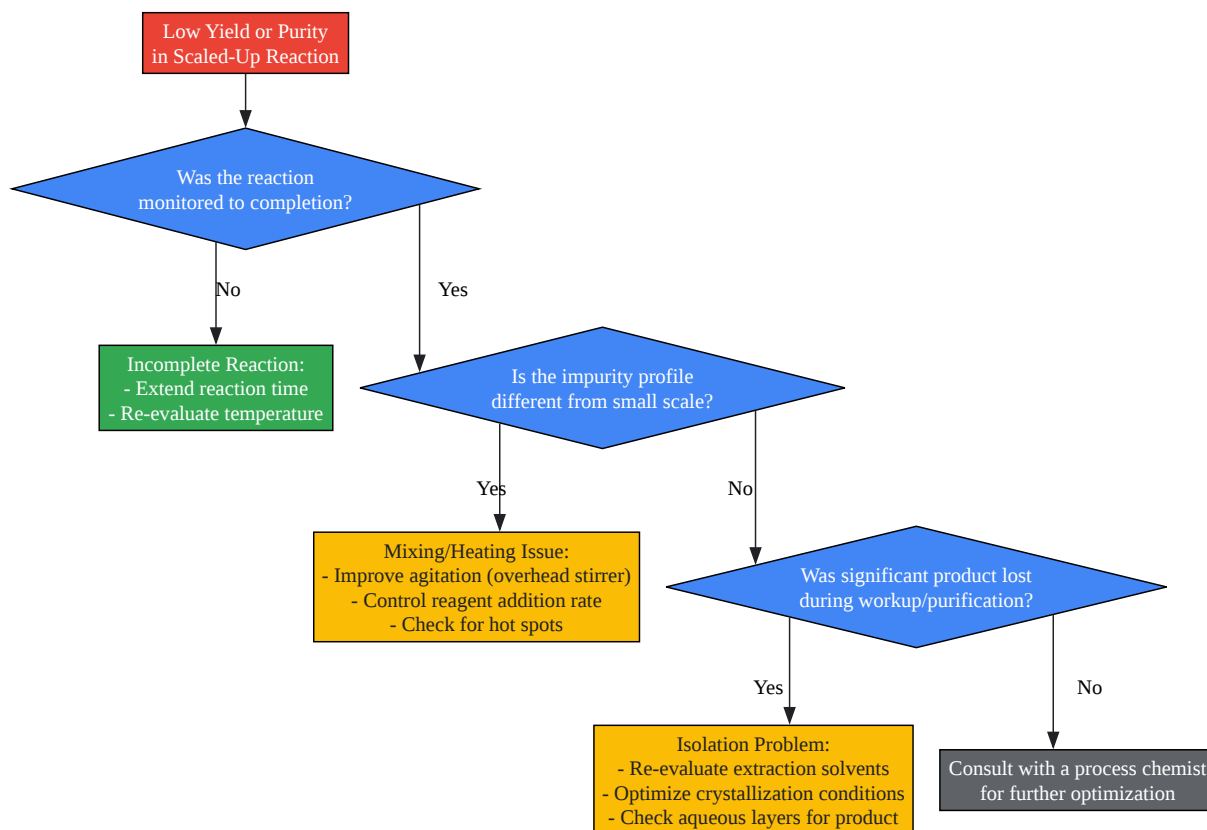 Low Yield or Purity
in Scaled-Up Reaction
Was the reaction
monitored to completion?
No
Yes
Incomplete Reaction:
- Extend reaction time
- Re-evaluate temperature
Is the impurity profile
different from small scale?
Yes
No
Mixing/Heating Issue:
- Improve agitation (overhead stirrer)
- Control reagent addition rate
- Check for hot spots
Was significant product lost
during workup/purification?
Yes
No
Isolation Problem:
- Re-evaluate extraction solvents
- Optimize crystallization conditions
- Check aqueous layers for product
Consult with a process chemist
for further optimization